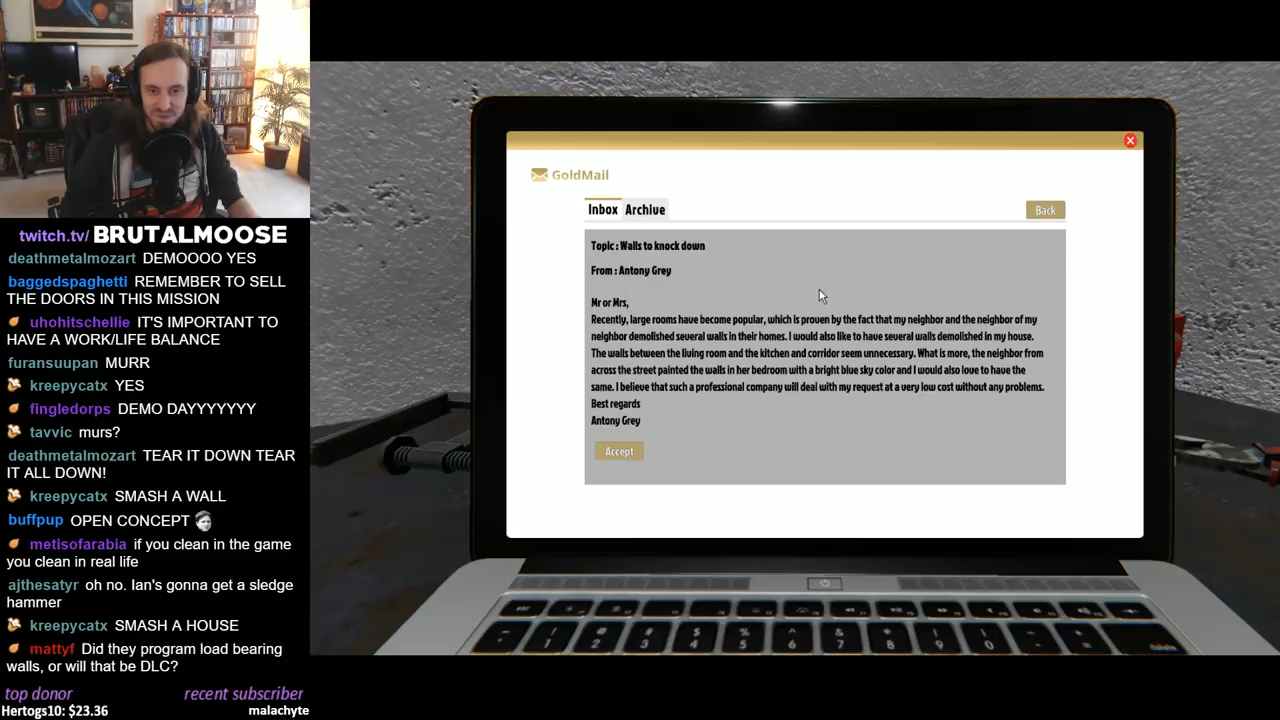 twitch.tv/ BRUTALMOOSE
deathmetalmozart DEMOOOO YES
baggedspaghetti REMEMBER TO SELL
THE DOORS IN THIS MISSION
uhohitschellie IT'S IMPORTANT TO
HAVE A WORK/LIFE BALANCE
furansuupan MURR
kreepycatx YES
fingledorps DEMO DAYYYYYYY
tavvic murs?
deathmetalmozart TEAR IT DOWN TEAR
IT ALL DOWN!
kreepycatx SMASH A WALL
buffpup OPEN CONCEPT
metisofarabia if you clean in the game
you clean in real life
ajthesatyr oh no. Ian's gonna get a sledge
hammer
kreepycatx SMASH A HOUSE
mattyf Did they program load bearing
walls, or will that be DLC?
top donor
Hertogs10: $23.36
recent subscriber
malachyte
GoldMail
Inbox Archive
Back
Topic : Walls to knock down
From : Antony Grey
Mr or Mrs,
Recently, large rooms have become popular, which is proven by the fact that my neighbor and the neighbor of my
neighbor demolished several walls in their homes. I would also like to have several walls demolished in my house.
The walls between the living room and the kitchen and corridor seem unnecessary. What is more, the neighbor from
across the street painted the walls in her bedroom with a bright blue sky color and I would also love to have the
same. I believe that such a professional company will deal with my request at a very low cost without any problems.
Best regards
Antony Grey
Accept